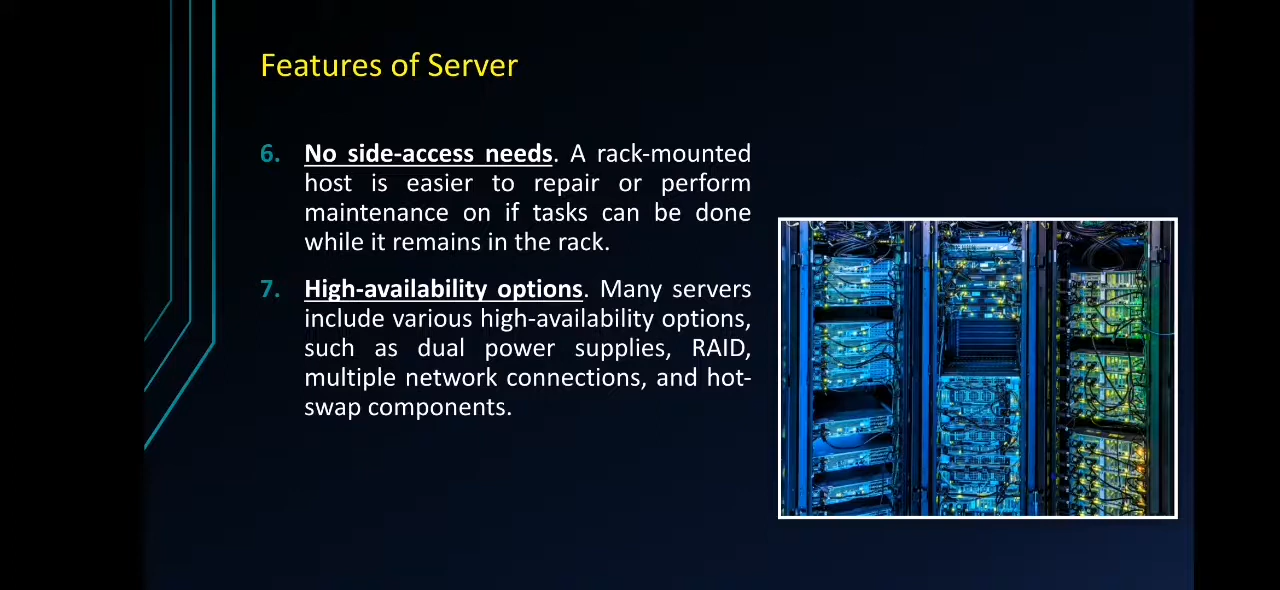 Features of Server
6. No side-access needs. A rack-mounted
host is easier to repair or perform
maintenance on if tasks can be done
while it remains in the rack.
7. High-availability options. Many servers
include various high-availability options,
such as dual power supplies, RAID,
multiple network connections, and hot-
swap components.